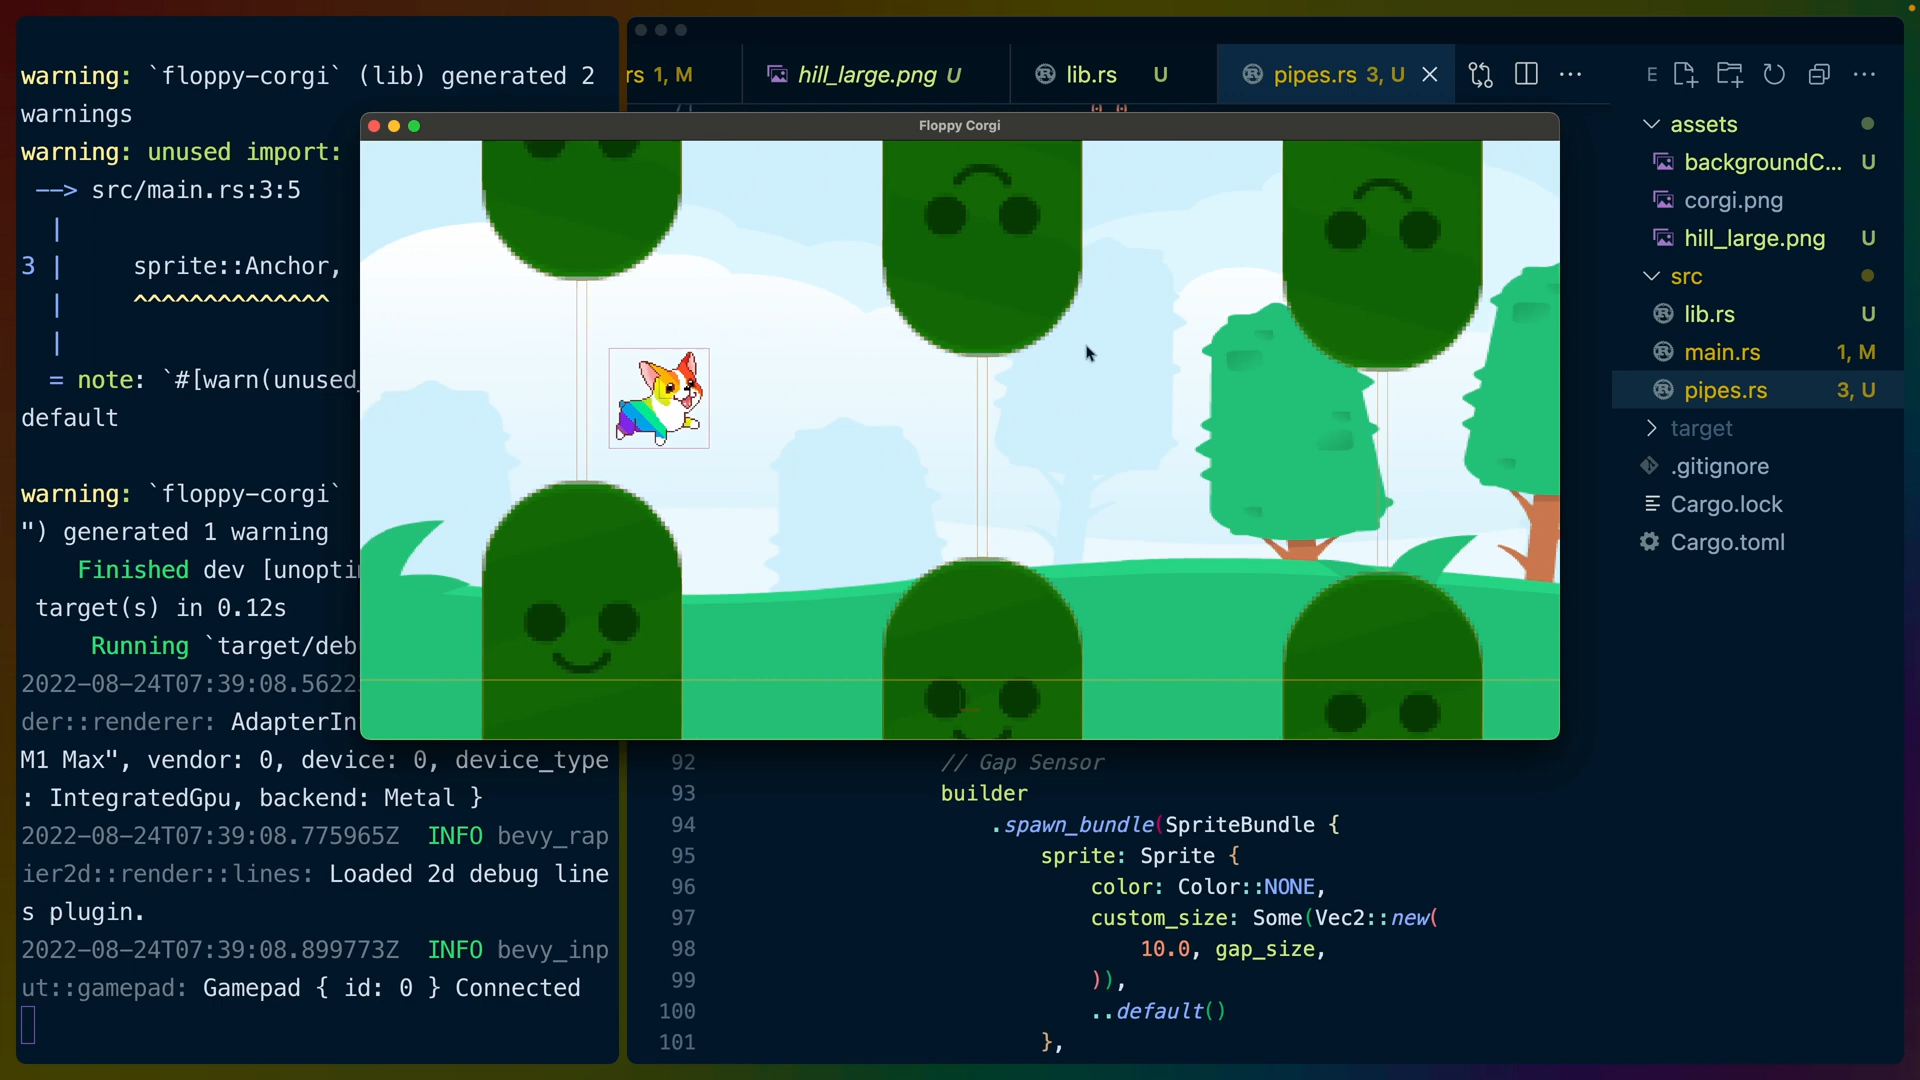 warning: `floppy-corgi` (lib) generated 2
warnings
warning: unused import:
--> src/main.rs:3:5
|
3 | sprite::Anchor,
| ^^^^^^^^^^^^^^
|
= note: `#[warn(unused_
default
warning: `floppy-corgi`
") generated 1 warning
Finished dev [unopti
target(s) in 0.12s
Running `target/deb
2022-08-24T07:39:08.5622
der::renderer: AdapterIn
M1 Max", vendor: 0, device: 0, device_type
: IntegratedGpu, backend: Metal }
2022-08-24T07:39:08.775965Z INFO bevy_rap
ier2d::render::lines: Loaded 2d debug line
s plugin.
2022-08-24T07:39:08.899773Z INFO bevy_inp
ut::gamepad: Gamepad { id: 0 } Connected
rs 1, M
hill_large.png U
lib.rs U
pipes.rs 3, U
Floppy Corgi
92 // Gap Sensor
93 builder
94 .spawn_bundle(SpriteBundle {
95 sprite: Sprite {
96 color: Color::NONE,
97 custom_size: Some(Vec2::new(
98 10.0, gap_size,
99 )),
100 ..default()
101 },
E
assets
backgroundC... U
corgi.png
hill_large.png U
src
lib.rs U
main.rs 1, M
pipes.rs 3, U
target
.gitignore
Cargo.lock
Cargo.toml